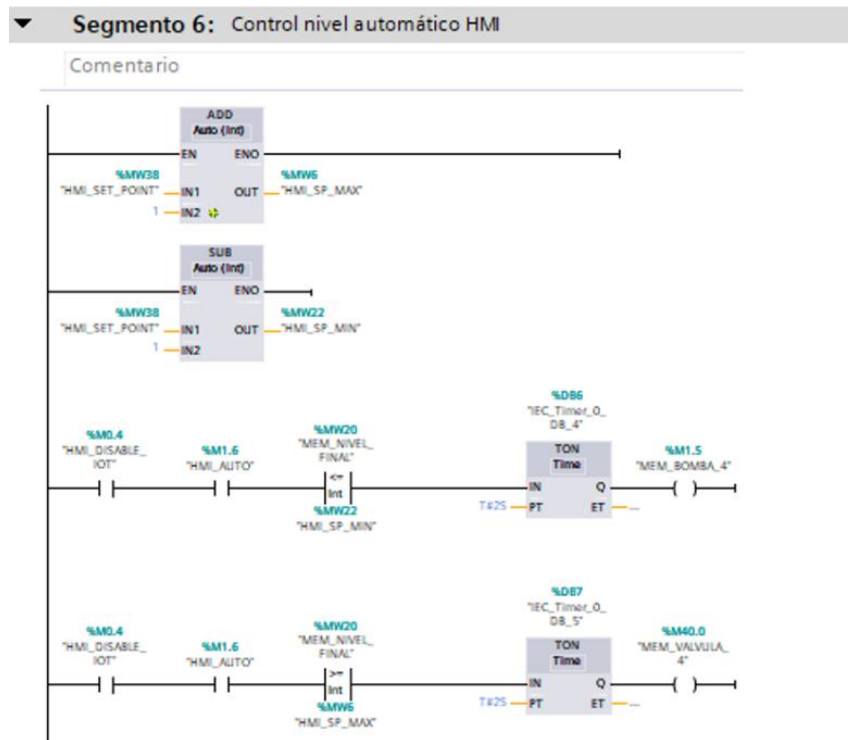 Segmento 6: Control nivel automático HMI
Comentario
ADD
Auto (Int)
EN ENO
%MW38
"HMI_SET_POINT" IN1
1 IN2
%MW6
OUT "HMI_SP_MAX"
SUB
Auto (Int)
EN ENO
%MW38
"HMI_SET_POINT" IN1
1 IN2
%MW22
OUT "HMI_SP_MIN"
%M0.4
"HMI_DISABLE_
IOT"
%M1.6
"HMI_AUTO"
%MW20
"MEM_NIVEL_
FINAL"
<=
Int
%MW22
"HMI_SP_MIN"
%DB6
"IEC_Timer_0_
DB_4"
TON
Time
IN Q
T#2S PT ET ...
%M1.5
"MEM_BOMBA_4"
%M0.4
"HMI_DISABLE_
IOT"
%M1.6
"HMI_AUTO"
%MW20
"MEM_NIVEL_
FINAL"
>=
Int
%MW6
"HMI_SP_MAX"
%DB7
"IEC_Timer_0_
DB_5"
TON
Time
IN Q
T#2S PT ET ...
%M40.0
"MEM_VALVULA_
4"